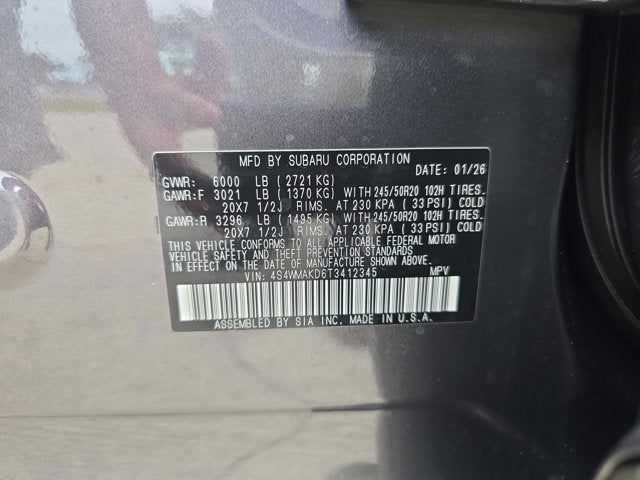 MFD BY SUBARU CORPORATION
DATE: 01/26
GVWR: 6000 LB ( 2721 KG)
GAWR:F 3021 LB ( 1370 KG) WITH 245/50R20 102H TIRES.
20X7 1/2J RIMS. AT 230 KPA ( 33 PSI) COLD
GAWR:R 3296 LB ( 1495 KG) WITH 245/50R20 102H TIRES.
20X7 1/2J RIMS. AT 230 KPA ( 33 PSI) COLD
THIS VEHICLE CONFORMS TO ALL APPLICABLE FEDERAL MOTOR
VEHICLE SAFETY AND THEFT PREVENTION STANDARDS
IN EFFECT ON THE DATE OF MANUFACTURE SHOWN ABOVE.
VIN: 4S4WMAKD6T3412345 MPV
ASSEMBLED BY SIA INC. MADE IN U.S.A.